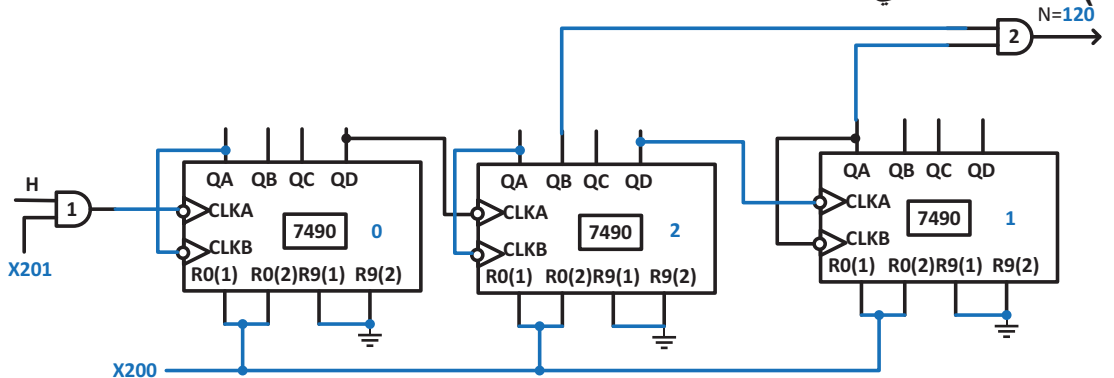 N=120
2
H
1
X201
QA QB QC QD
CLKA
7490 0
CLKB
R0(1) R0(2) R9(1) R9(2)
QA QB QC QD
CLKA
7490 2
CLKB
R0(1) R0(2)R9(1) R9(2)
QA QB QC QD
CLKA
7490 1
CLKB
R0(1) R0(2) R9(1) R9(2)
X200